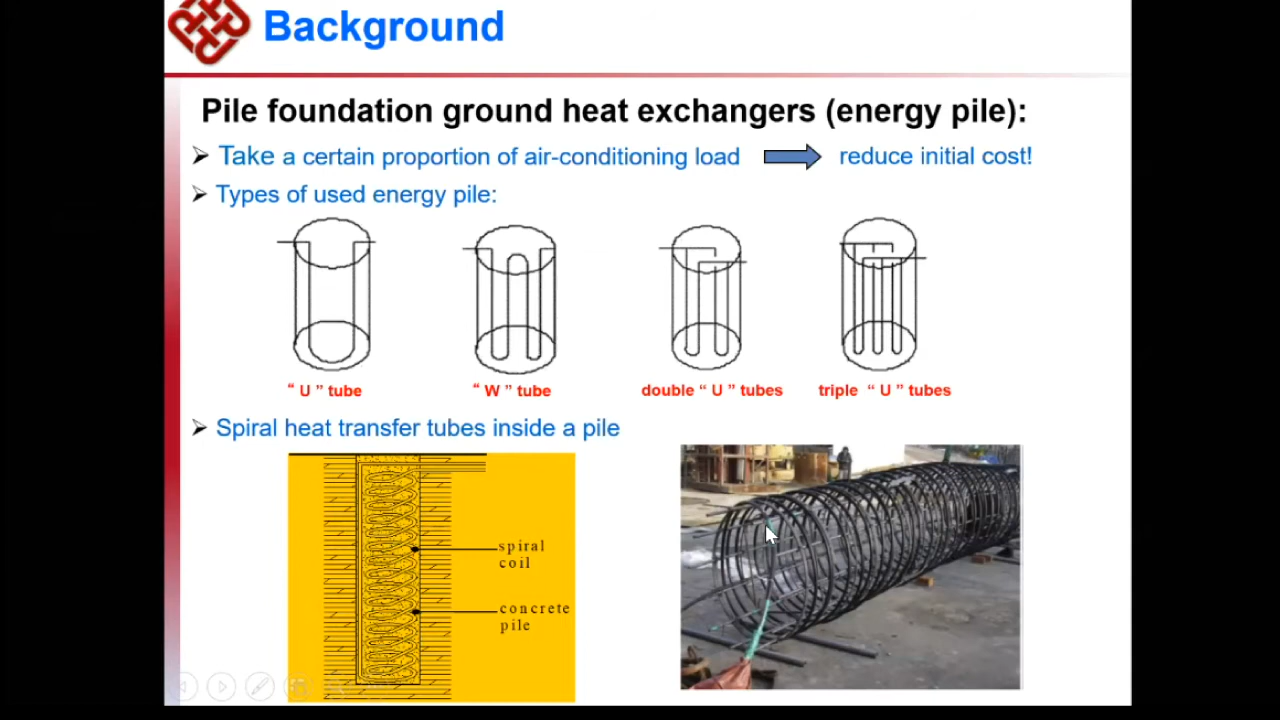 Background
Pile foundation ground heat exchangers (energy pile):
Take a certain proportion of air-conditioning load reduce initial cost!
Types of used energy pile:
“ U ” tube
“ W ” tube
double “ U ” tubes
triple “ U ” tubes
Spiral heat transfer tubes inside a pile
spiral
coil
concrete
pile